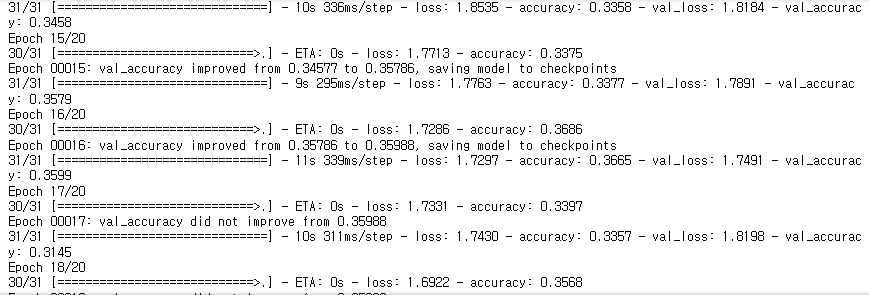 31/31 [==============================] - 10s 336ms/step - loss: 1.8535 - accuracy: 0.3358 - val_loss: 1.8184 - val_accurac
y: 0.3458
Epoch 15/20
30/31 [============================>.] - ETA: 0s - loss: 1.7713 - accuracy: 0.3375
Epoch 00015: val_accuracy improved from 0.34577 to 0.35786, saving model to checkpoints
31/31 [==============================] - 9s 295ms/step - loss: 1.7763 - accuracy: 0.3377 - val_loss: 1.7891 - val_accurac
y: 0.3579
Epoch 16/20
30/31 [============================>.] - ETA: 0s - loss: 1.7286 - accuracy: 0.3686
Epoch 00016: val_accuracy improved from 0.35786 to 0.35988, saving model to checkpoints
31/31 [==============================] - 11s 339ms/step - loss: 1.7297 - accuracy: 0.3665 - val_loss: 1.7491 - val_accurac
y: 0.3599
Epoch 17/20
30/31 [============================>.] - ETA: 0s - loss: 1.7331 - accuracy: 0.3397
Epoch 00017: val_accuracy did not improve from 0.35988
31/31 [==============================] - 10s 311ms/step - loss: 1.7430 - accuracy: 0.3357 - val_loss: 1.8198 - val_accurac
y: 0.3145
Epoch 18/20
30/31 [============================>.] - ETA: 0s - loss: 1.6922 - accuracy: 0.3568